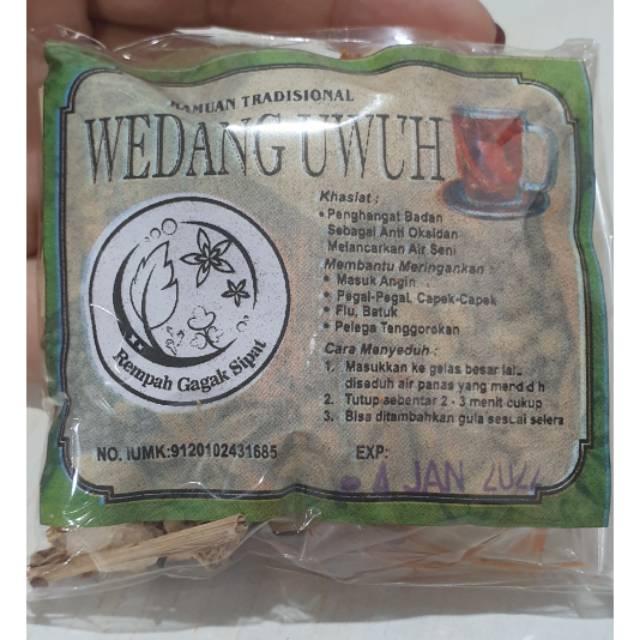 RAMUAN TRADISIONAL
WEDANG UWUH
Khasiat :
• Penghangat Badan
Sebagai Anti Oksidan
Melancarkan Air Seni
Membantu Meringankan :
• Masuk Angin
• Pegal-Pegal, Capek-Capek
• Flu, Batuk
• Pelega Tenggorokan
Cara Menyeduh :
1. Masukkan ke gelas besar lalu
diseduh air panas yang mendidih
2. Tutup sebentar 2 - 3 menit cukup
3. Bisa ditambahkan gula sesuai selera
Rempah Gagak Sipat
NO. IUMK:9120102431685
EXP:
4 JAN 2022